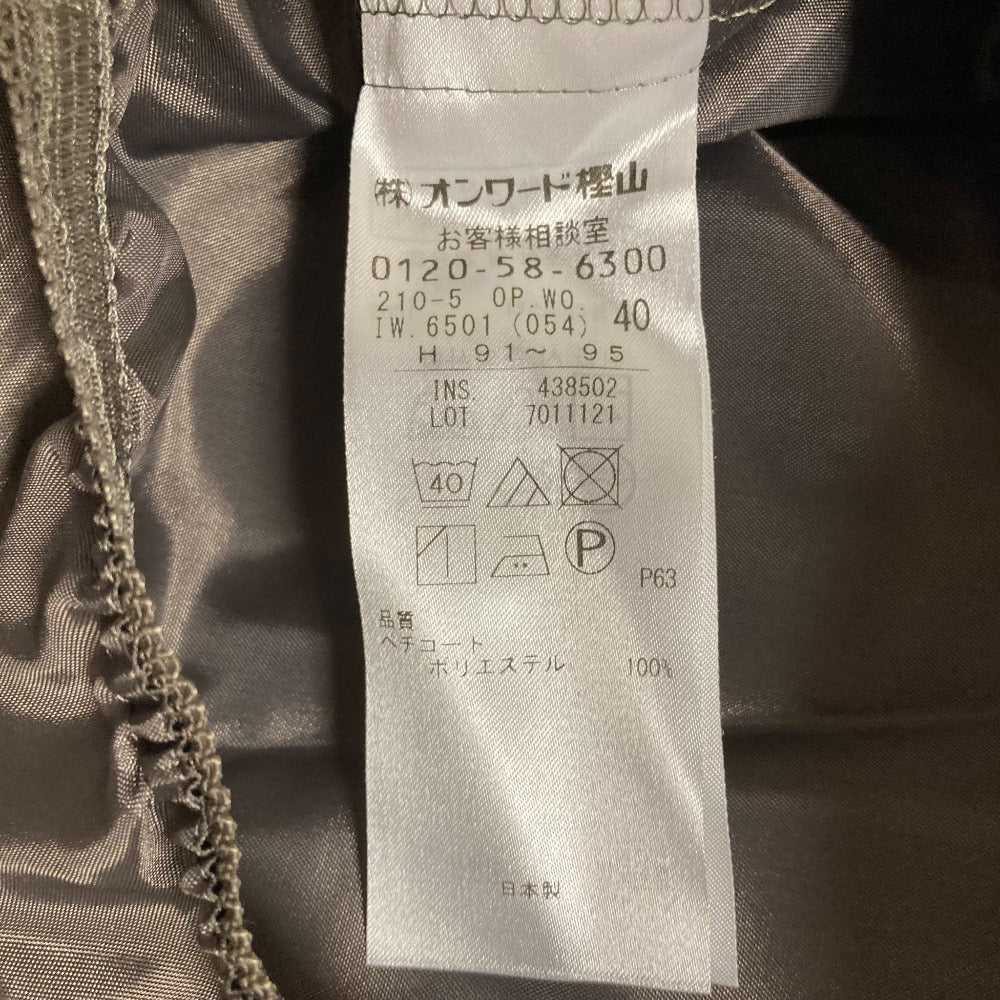 (株)オンワード樫山
お客様相談室
0120-58-6300
210-5 OP.WO.
IW.6501 (054) 40
H 91~ 95
INS 438502
LOT 7011121
40
P
P63
品質
ペチコート
ポリエステル 100%
日本製